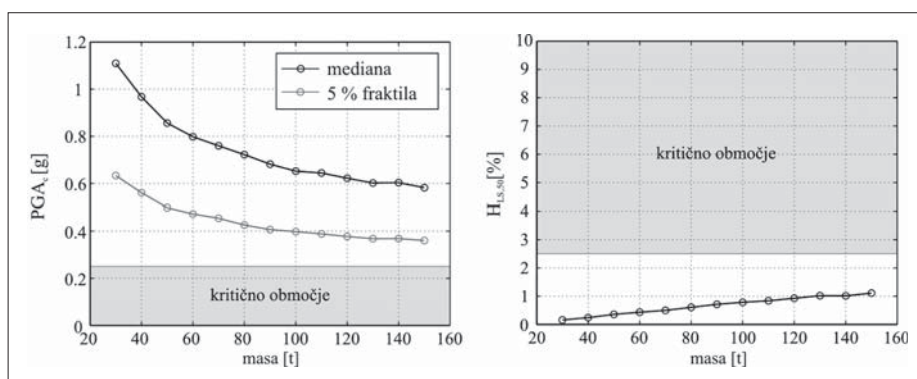 1.2
1
0.8
0.6
0.4
0.2
0
PGAc [g]
mediana
5 % fraktila
kritično območje
20 40 60 80 100 120 140 160
masa [t]
10
9
8
7
6
5
4
3
2
1
0
HLS,50[%]
kritično območje
20 40 60 80 100 120 140 160
masa [t]